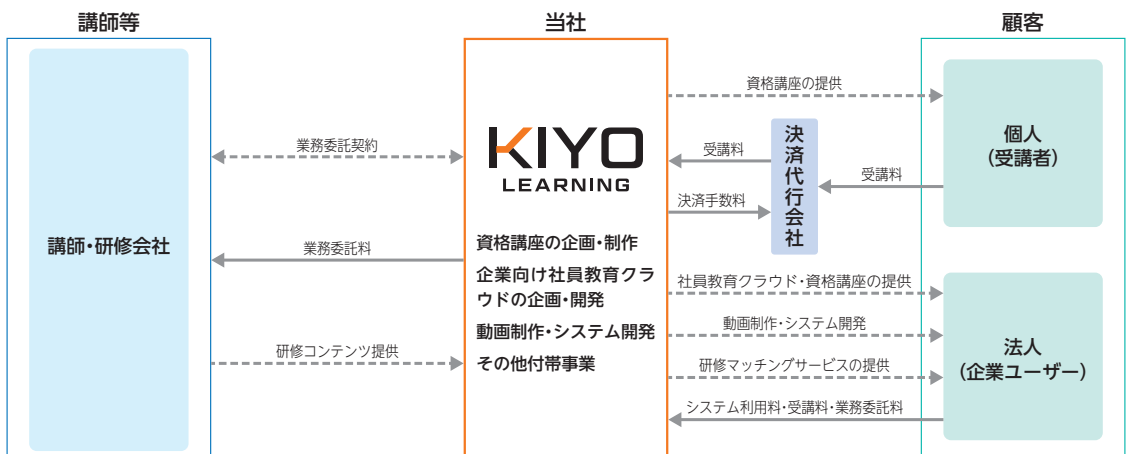 講師等
講師・研修会社
業務委託契約
業務委託料
研修コンテンツ提供
当社
KIYO
LEARNING
資格講座の企画・制作
企業向け社員教育クラ
ウドの企画・開発
動画制作・システム開発
その他付帯事業
資格講座の提供
受講料
決済手数料
決済代行会社
受講料
社員教育クラウド・資格講座の提供
動画制作・システム開発
研修マッチングサービスの提供
システム利用料・受講料・業務委託料
顧客
個人
(受講者)
法人
(企業ユーザー)